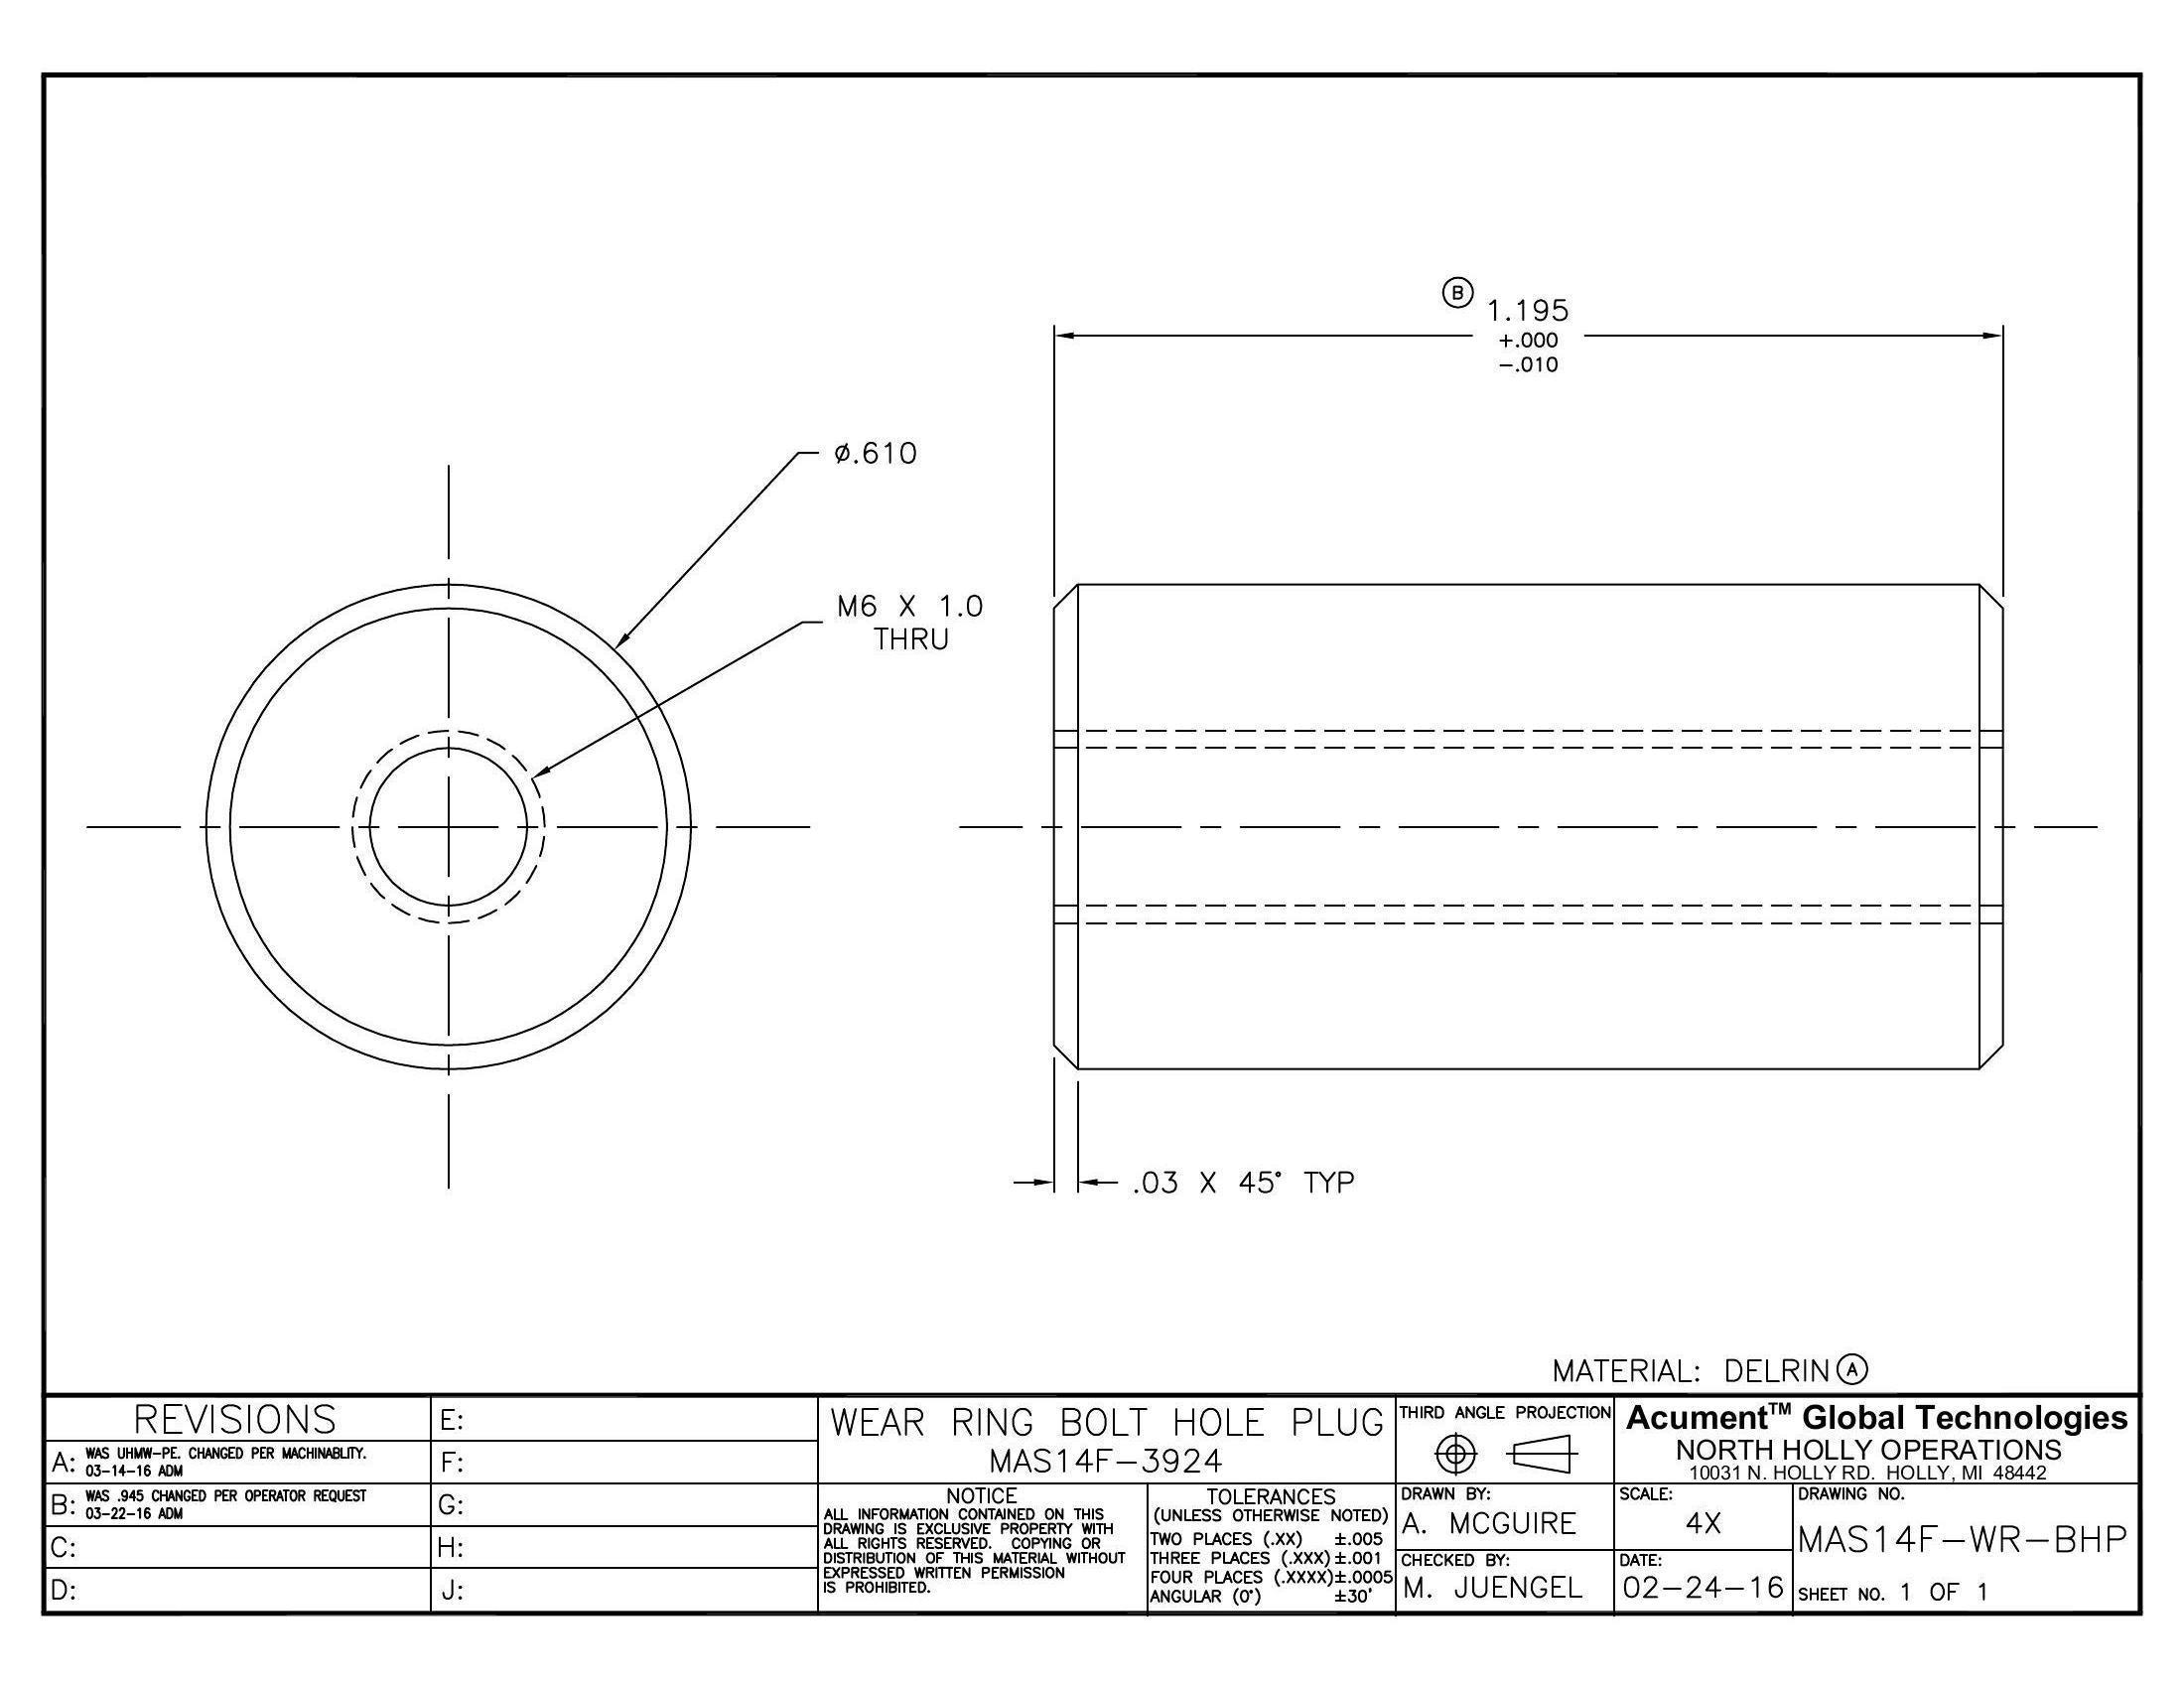 Ⓑ 1.195
+.000
-.010
ø.610
M6 X 1.0
THRU
.03 X 45° TYP
MATERIAL: DELRIN Ⓐ
REVISIONS
A: WAS UHMW-PE. CHANGED PER MACHINABLITY.
03-14-16 ADM
B: WAS .945 CHANGED PER OPERATOR REQUEST
03-22-16 ADM
C:
D:
E:
F:
G:
H:
J:
WEAR RING BOLT HOLE PLUG
MAS14F-3924
NOTICE
ALL INFORMATION CONTAINED ON THIS
DRAWING IS EXCLUSIVE PROPERTY WITH
ALL RIGHTS RESERVED. COPYING OR
DISTRIBUTION OF THIS MATERIAL WITHOUT
EXPRESSED WRITTEN PERMISSION
IS PROHIBITED.
TOLERANCES
(UNLESS OTHERWISE NOTED)
TWO PLACES (.XX) ±.005
THREE PLACES (.XXX) ±.001
FOUR PLACES (.XXXX) ±.0005
ANGULAR (0°) ±30'
THIRD ANGLE PROJECTION
DRAWN BY:
A. MCGUIRE
CHECKED BY:
M. JUENGEL
Acument™ Global Technologies
NORTH HOLLY OPERATIONS
10031 N. HOLLY RD. HOLLY, MI 48442
SCALE:
4X
DATE:
02-24-16
DRAWING NO.
MAS14F-WR-BHP
SHEET NO. 1 OF 1